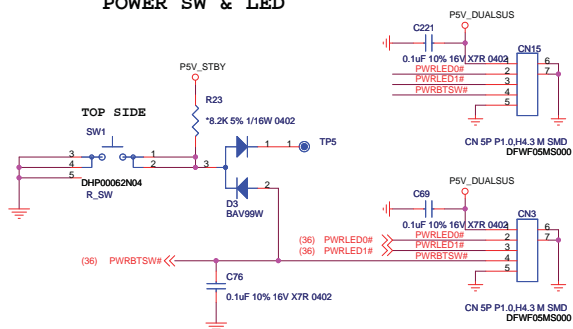 POWER SW & LED
P5V_DUALSUS
C221
CN15
0.1uF 10% 16V X7R 0402
1
PWRLED0#
2
PWRLED1#
3
PWRBTSW#
4
5
6
7
CN 5P P1.0,H4.3 M SMD
DFWF05MS000
P5V_STBY
R23
*8.2K 5% 1/16W 0402
TOP SIDE
SW1
3
4
5
1
2
DHP00062N04
R_SW
3
1
1
TP5
2
D3
BAV99W
P5V_DUALSUS
C69
CN3
0.1uF 10% 16V X7R 0402
1
(36) PWRLED0#
PWRLED0#
2
(36) PWRLED1#
PWRLED1#
3
(36) PWRBTSW#
PWRBTSW#
4
5
6
7
C76
0.1uF 10% 16V X7R 0402
CN 5P P1.0,H4.3 M SMD
DFWF05MS000